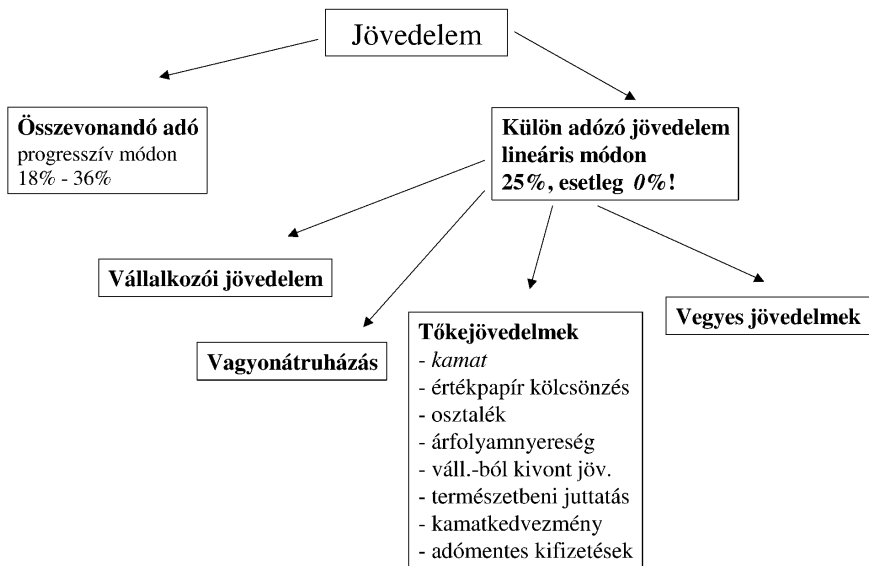 Jövedelem
Összevonandó adó
progresszív módon
18% - 36%
Külön adózó jövedelem
lineáris módon
25%, esetleg 0%!
Vállalkozói jövedelem
Vagyonátruházás
Tőkejövedelmek
- kamat
- értékpapír kölcsönzés
- osztalék
- árfolyamnyereség
- váll.-ból kivont jöv.
- természetbeni juttatás
- kamatkedvezmény
- adómentes kifizetések
Vegyes jövedelmek